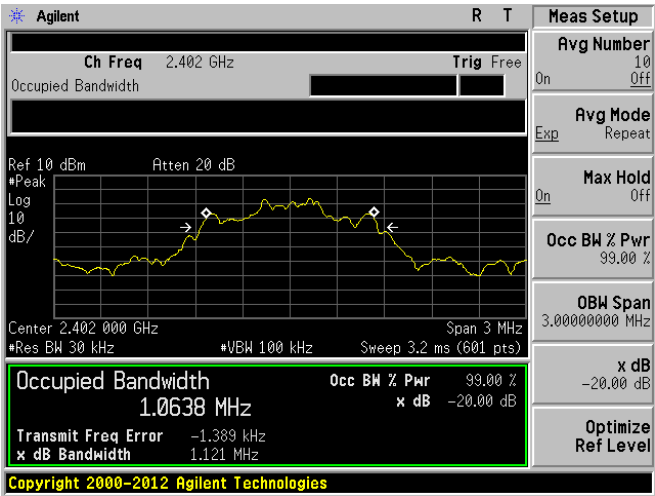 Agilent R T
Ch Freq 2.402 GHz Trig Free
Occupied Bandwidth
Ref 10 dBm Atten 20 dB
#Peak
Log
10
dB/
Center 2.402 000 GHz Span 3 MHz
#Res BW 30 kHz #VBW 100 kHz Sweep 3.2 ms (601 pts)
Occupied Bandwidth Occ BW % Pwr 99.00 %
1.0638 MHz x dB -20.00 dB
Transmit Freq Error -1.389 kHz
x dB Bandwidth 1.121 MHz
Copyright 2000-2012 Agilent Technologies
Meas Setup
Avg Number
10
On Off
Avg Mode
Exp Repeat
Max Hold
On Off
Occ BW % Pwr
99.00 %
OBW Span
3.00000000 MHz
x dB
-20.00 dB
Optimize
Ref Level